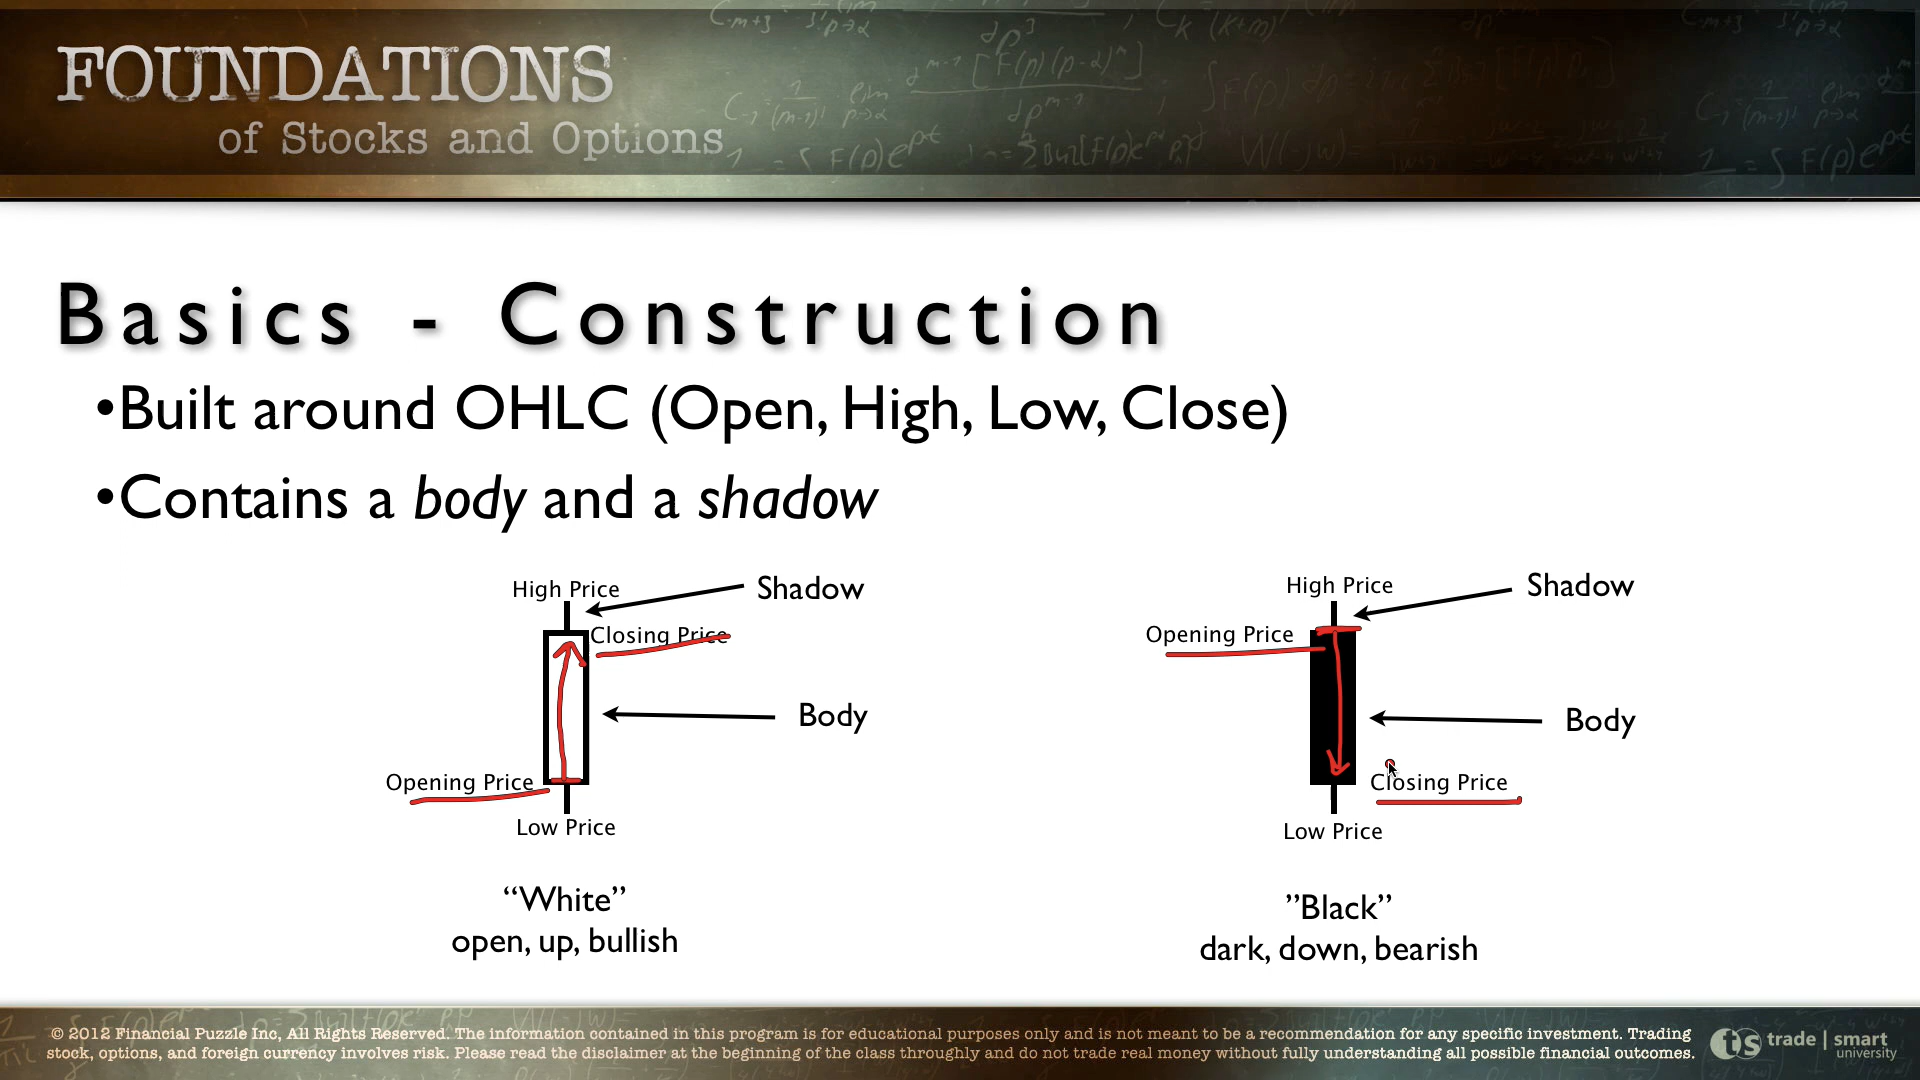 FOUNDATIONS
of Stocks and Options
Basics - Construction
•Built around OHLC (Open, High, Low, Close)
•Contains a body and a shadow
High Price
Shadow
Closing Price
Body
Opening Price
Low Price
“White”
open, up, bullish
High Price
Shadow
Opening Price
Body
Closing Price
Low Price
”Black”
dark, down, bearish
© 2012 Financial Puzzle Inc, All Rights Reserved. The information contained in this program is for educational purposes only and is not meant to be a recommendation for any specific investment. Trading
stock, options, and foreign currency involves risk. Please read the disclaimer at the beginning of the class throughly and do not trade real money without fully understanding all possible financial outcomes.
ts trade | smart
university